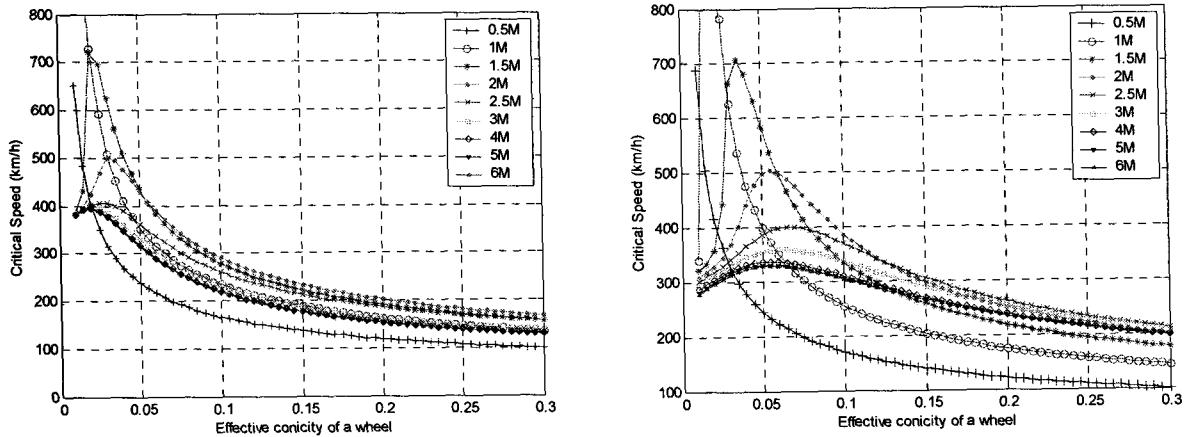 800
700
600
500
400
300
200
100
0
0
0.05
0.1
0.15
0.2
0.25
0.3
Critical Speed (km/h)
Effective conicity of a wheel
0.5M
1M
1.5M
2M
2.5M
3M
4M
5M
6M
800
700
600
500
400
300
200
100
0
0.05
0.1
0.15
0.2
0.25
0.3
Critical Speed (km/h)
Effective conicity of a wheel
0.5M
1M
1.5M
2M
2.5M
3M
4M
5M
6M